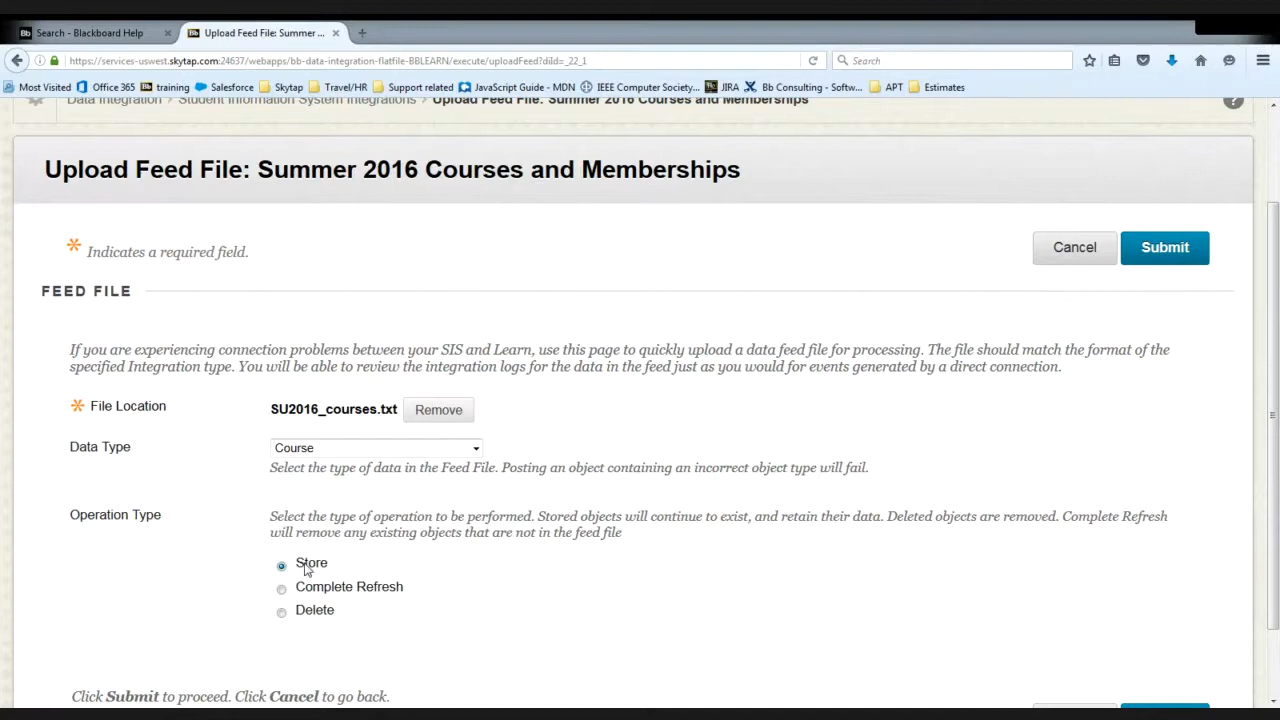 Bb Search - Blackboard Help × Bb Upload Feed File: Summer ... × +
https://services-uswest.skytap.com:24637/webapps/bb-data-integration-flatfile-BBLEARN/execute/uploadFeed?diId=_22_1 Search
Most Visited Office 365 Bb training Salesforce Skytap Travel/HR Support related JavaScript Guide - MDN IEEE Computer Society... JIRA Bb Consulting - Softw... APT Estimates
Data Integration > Student Information System Integrations > Upload Feed File: Summer 2016 Courses and Memberships ?
Upload Feed File: Summer 2016 Courses and Memberships
* Indicates a required field.
Cancel Submit
FEED FILE
If you are experiencing connection problems between your SIS and Learn, use this page to quickly upload a data feed file for processing. The file should match the format of the
specified Integration type. You will be able to review the integration logs for the data in the feed just as you would for events generated by a direct connection.
* File Location SU2016_courses.txt Remove
Data Type Course
Select the type of data in the Feed File. Posting an object containing an incorrect object type will fail.
Operation Type Select the type of operation to be performed. Stored objects will continue to exist, and retain their data. Deleted objects are removed. Complete Refresh
will remove any existing objects that are not in the feed file
Store
Complete Refresh
Delete
Click Submit to proceed. Click Cancel to go back.